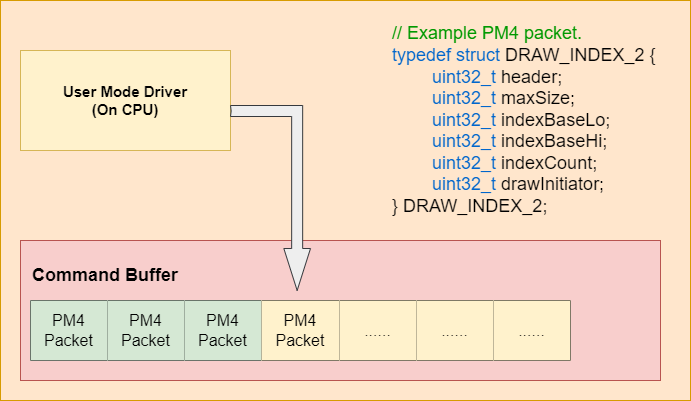 // Example PM4 packet.
typedef struct DRAW_INDEX_2 {
uint32_t header;
uint32_t maxSize;
uint32_t indexBaseLo;
uint32_t indexBaseHi;
uint32_t indexCount;
uint32_t drawInitiator;
} DRAW_INDEX_2;
User Mode Driver
(On CPU)
Command Buffer
PM4
Packet
PM4
Packet
PM4
Packet
PM4
Packet
......
......
......